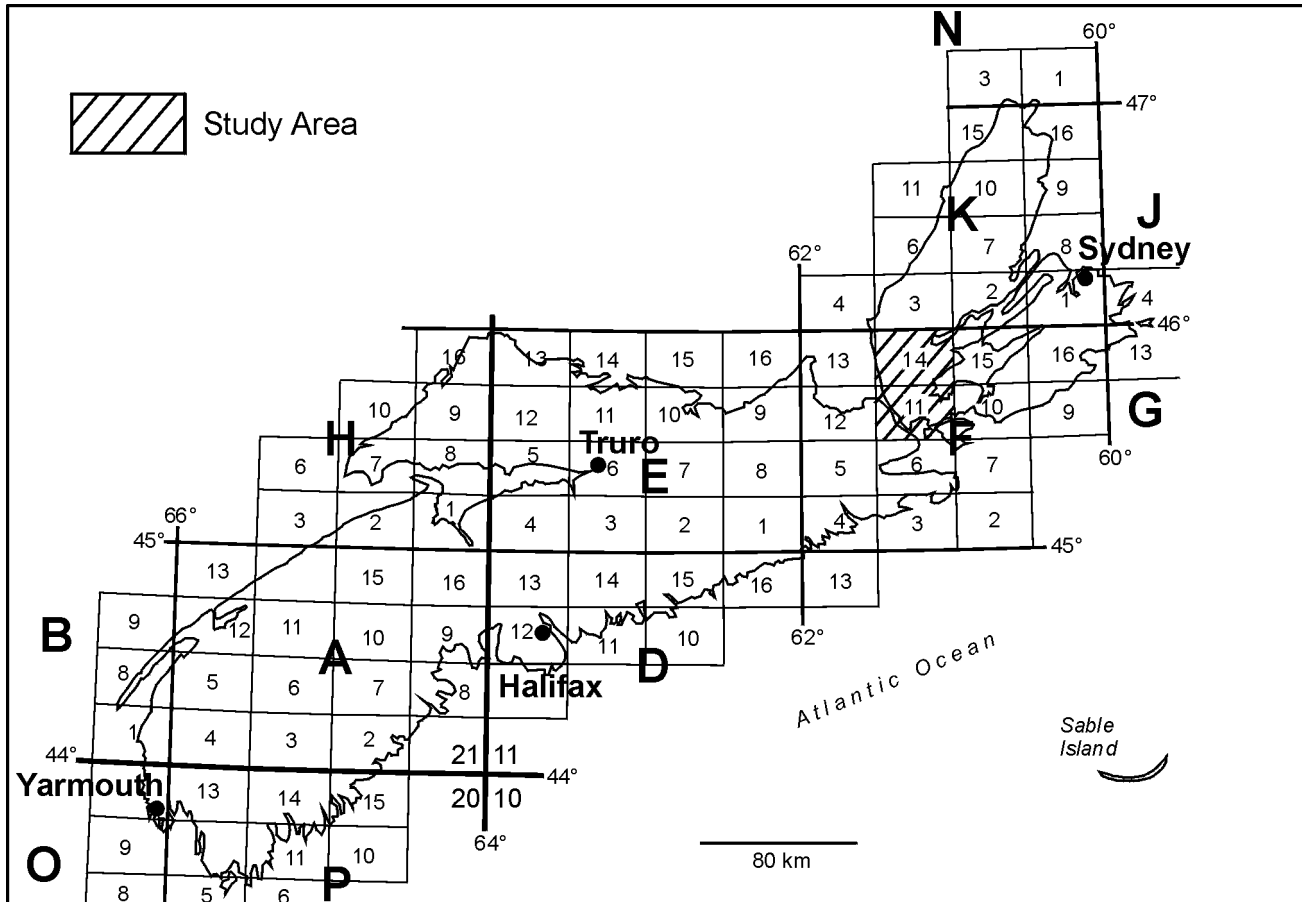 N
60°
3 1
47°
Study Area
15 16
11 10 9
K
J
6 7 8
Sydney
62°
4 3 2 1 4
46°
16 13 14 15 16 13 14 15 16 13
10 9 12 11 10 9 12 11 10 9
G
H
Truro
F
60°
6 7 8 5 6 7 8 5 6 7
E
66°
3 2 1 4 3 2 1 4 3 2
45°
45°
13 15 16 13 14 15 16 13
B
9 12 11 10 9 12 11 10
62°
A
D
8 5 6 7 8
Halifax
Atlantic Ocean
1 4 3 2
21 11
Sable
Island
44°
44°
Yarmouth
13 14 15
20 10
64°
9 11 10
80 km
O
P
8 5 6